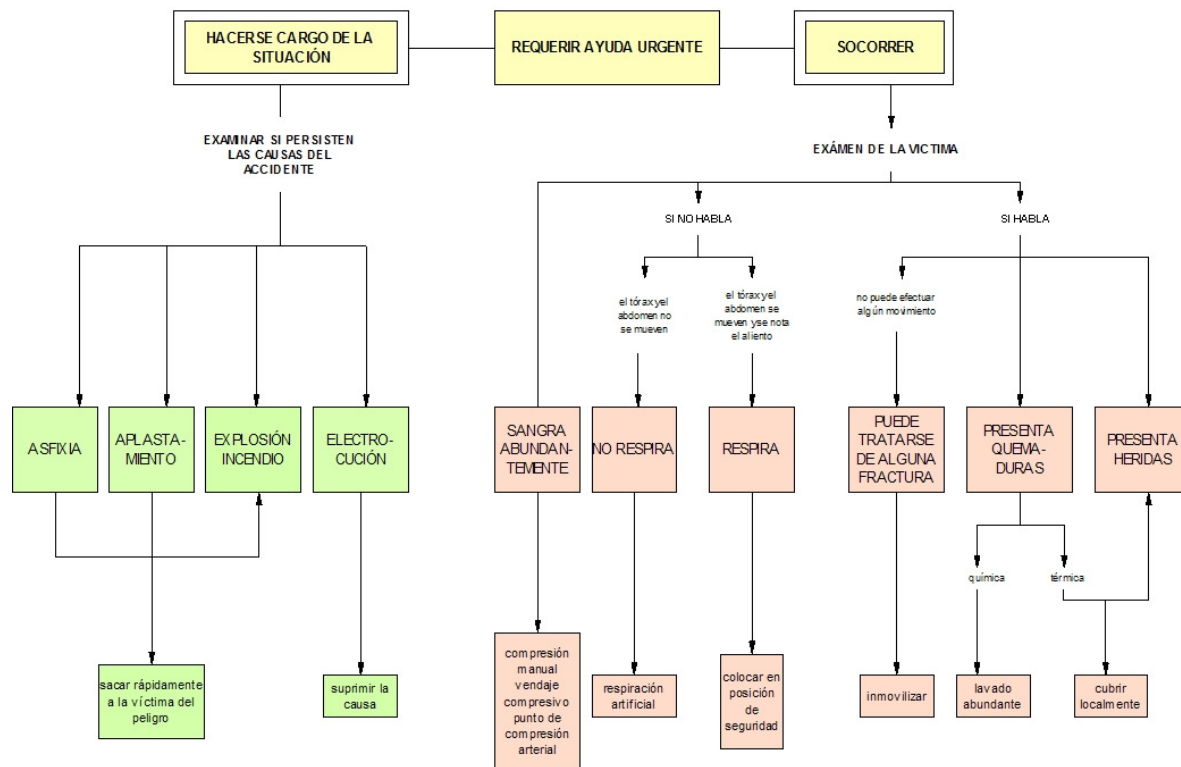 HACERSE CARGO DE LA
SITUACIÓN
REQUERIR AYUDA URGENTE
SOCORRER
EXAMINAR SI PERSISTEN
LAS CAUSAS DEL
ACCIDENTE
EXÁMEN DE LA VICTIMA
SI NO HABLA
SI HABLA
el tórax y el
abdomen no
se mueven
el tórax y el
abdomen se
mueven y se nota
el aliento
no puede efectuar
algún movimiento
ASFIXIA
APLASTA-
MIENTO
EXPLOSIÓN
INCENDIO
ELECTRO-
CUCIÓN
SANGRA
ABUNDAN-
TEMENTE
NO RESPIRA
RESPIRA
PUEDE
TRATARSE
DE ALGUNA
FRACTURA
PRESENTA
QUEMA-
DURAS
PRESENTA
HERIDAS
química
térmica
sacar rápidamente
a la víctima del
peligro
suprimir la
causa
compresión
manual
vendaje
compresivo
punto de
compresión
arterial
respiración
artificial
colocar en
posición
de
seguridad
inmovilizar
lavado
abundante
cubrir
localmente